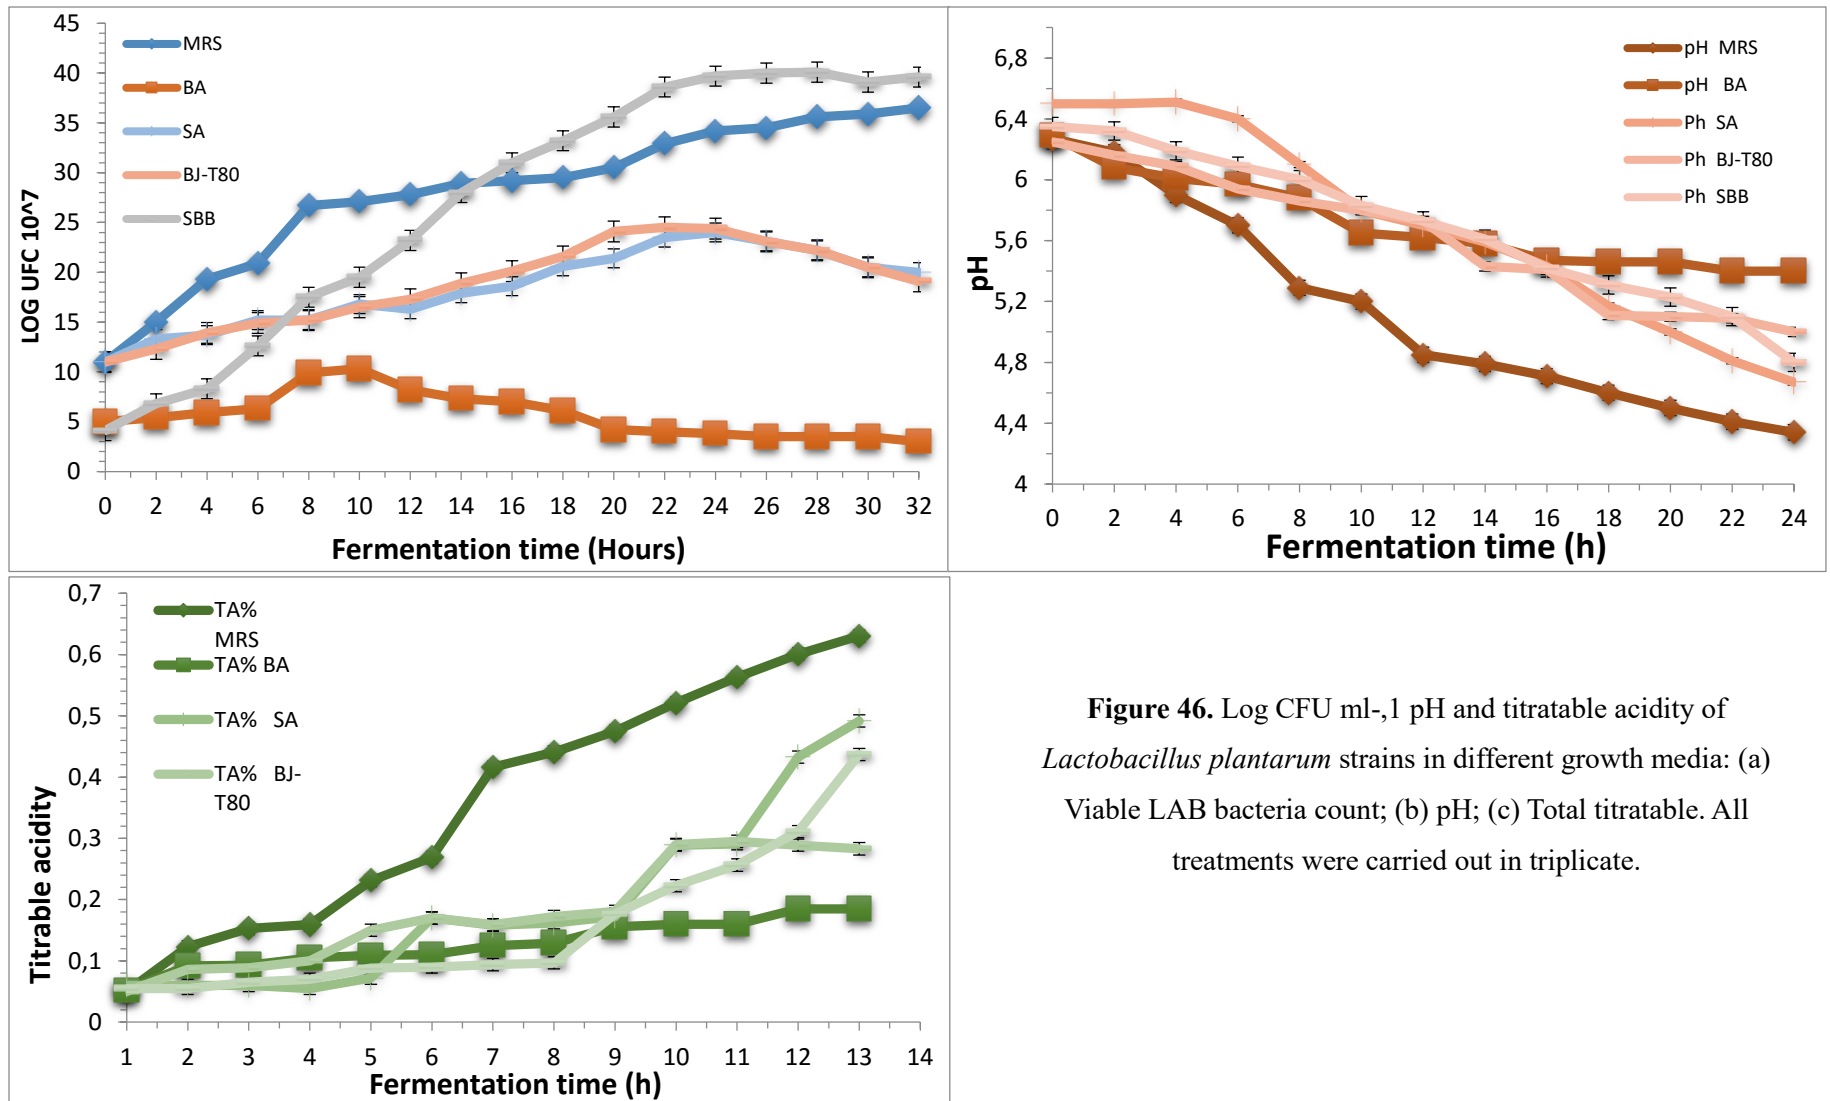 45
40
35
30
25
20
15
10
5
0
LOG UFC 10^7
MRS
BA
SA
BJ-T80
SBB
0 2 4 6 8 10 12 14 16 18 20 22 24 26 28 30 32
Fermentation time (Hours)
6,8
6,4
6
5,6
5,2
4,8
4,4
4
pH
pH MRS
pH BA
Ph SA
Ph BJ-T80
Ph SBB
0 2 4 6 8 10 12 14 16 18 20 22 24
Fermentation time (h)
0,7
0,6
0,5
0,4
0,3
0,2
0,1
0
Titrable acidity
TA%
MRS
TA% BA
TA% SA
TA% BJ-
T80
1 2 3 4 5 6 7 8 9 10 11 12 13 14
Fermentation time (h)
Figure 46. Log CFU ml-,1 pH and titratable acidity of
Lactobacillus plantarum strains in different growth media: (a)
Viable LAB bacteria count; (b) pH; (c) Total titratable. All
treatments were carried out in triplicate.